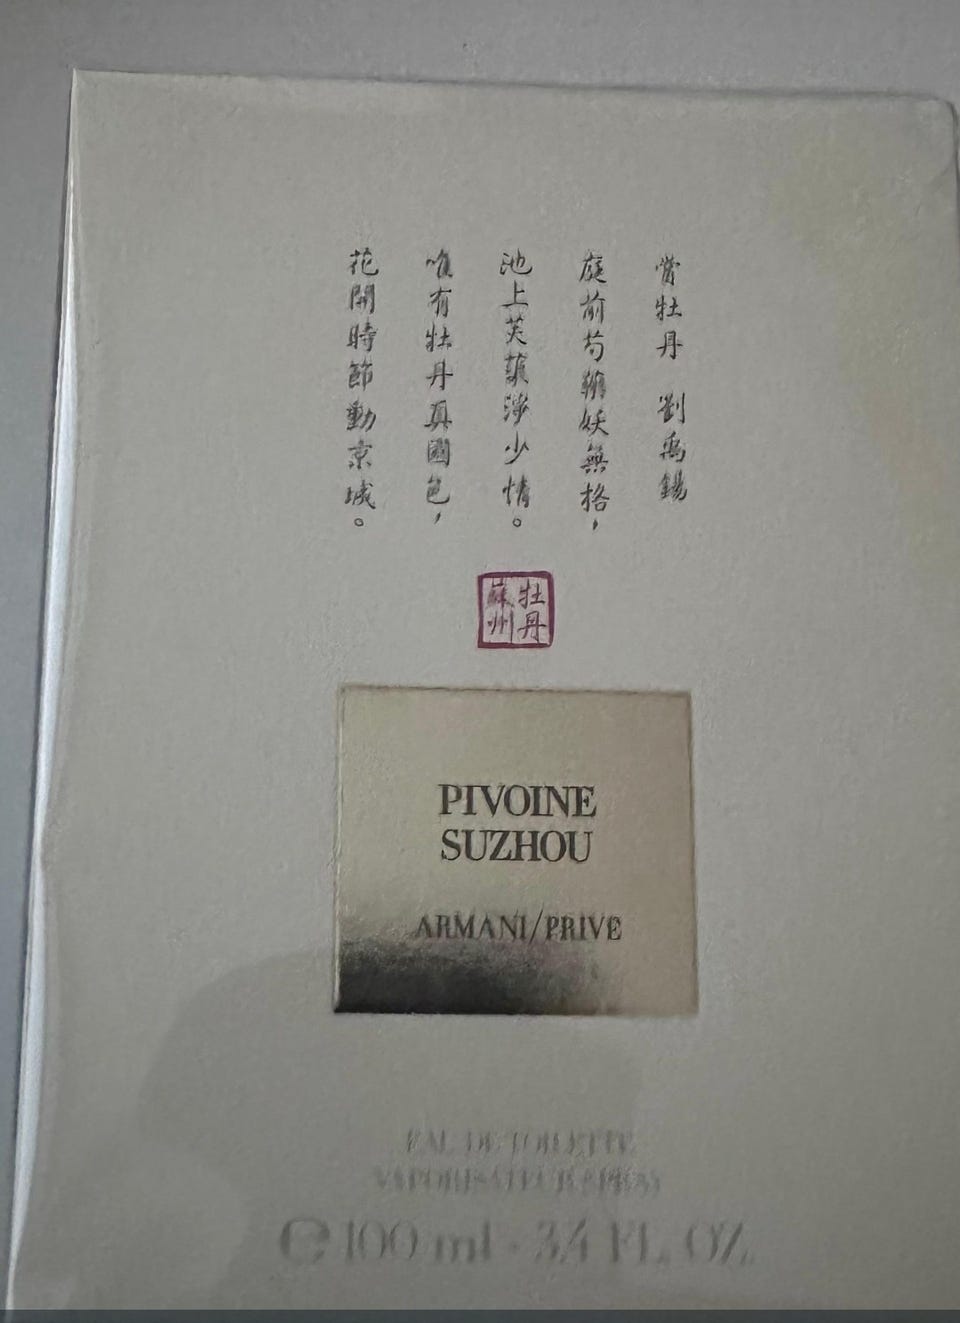 賞牡丹 劉禹錫
庭前芍藥妖無格，
池上芙蕖淨少情。
唯有牡丹真國色，
花開時節動京城。
牡丹
蘇州
PIVOINE
SUZHOU
ARMANI/PRIVE
EAU DE TOILETTE
VAPORISATEUR (SPRAY)
℮ 100 ml - 3.4 FL. OZ.